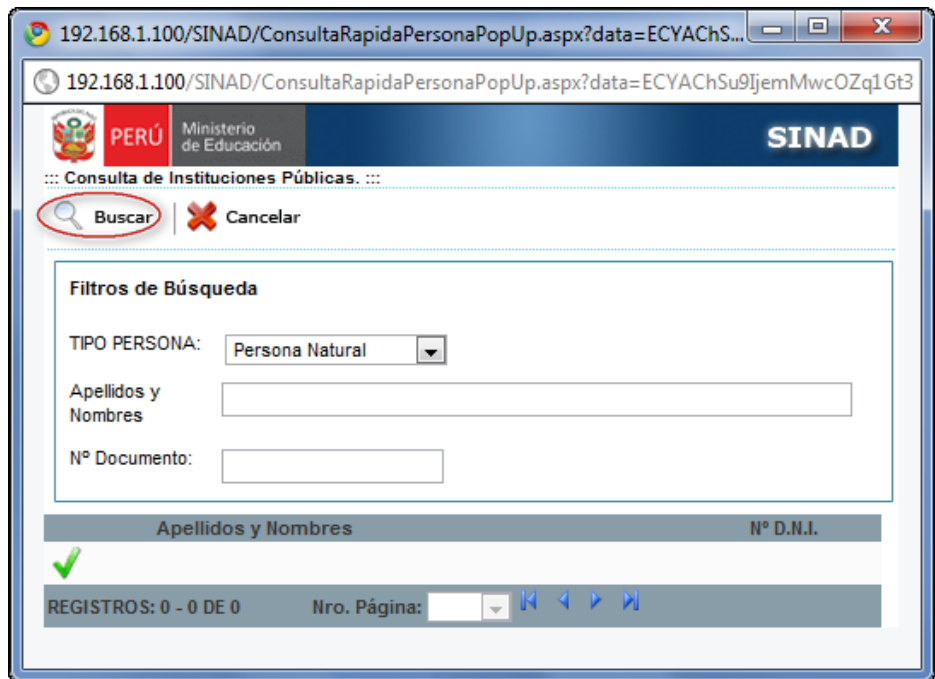 192.168.1.100/SINAD/ConsultaRapidaPersonaPopUp.aspx?data=ECYAChS...
192.168.1.100/SINAD/ConsultaRapidaPersonaPopUp.aspx?data=ECYAChSu9IjemMwcOZq1Gt3
PERÚ Ministerio de Educación SINAD
::: Consulta de Instituciones Públicas. :::
Buscar Cancelar
Filtros de Búsqueda
TIPO PERSONA: Persona Natural
Apellidos y
Nombres
Nº Documento:
Apellidos y Nombres Nº D.N.I.
REGISTROS: 0 - 0 DE 0 Nro. Página: